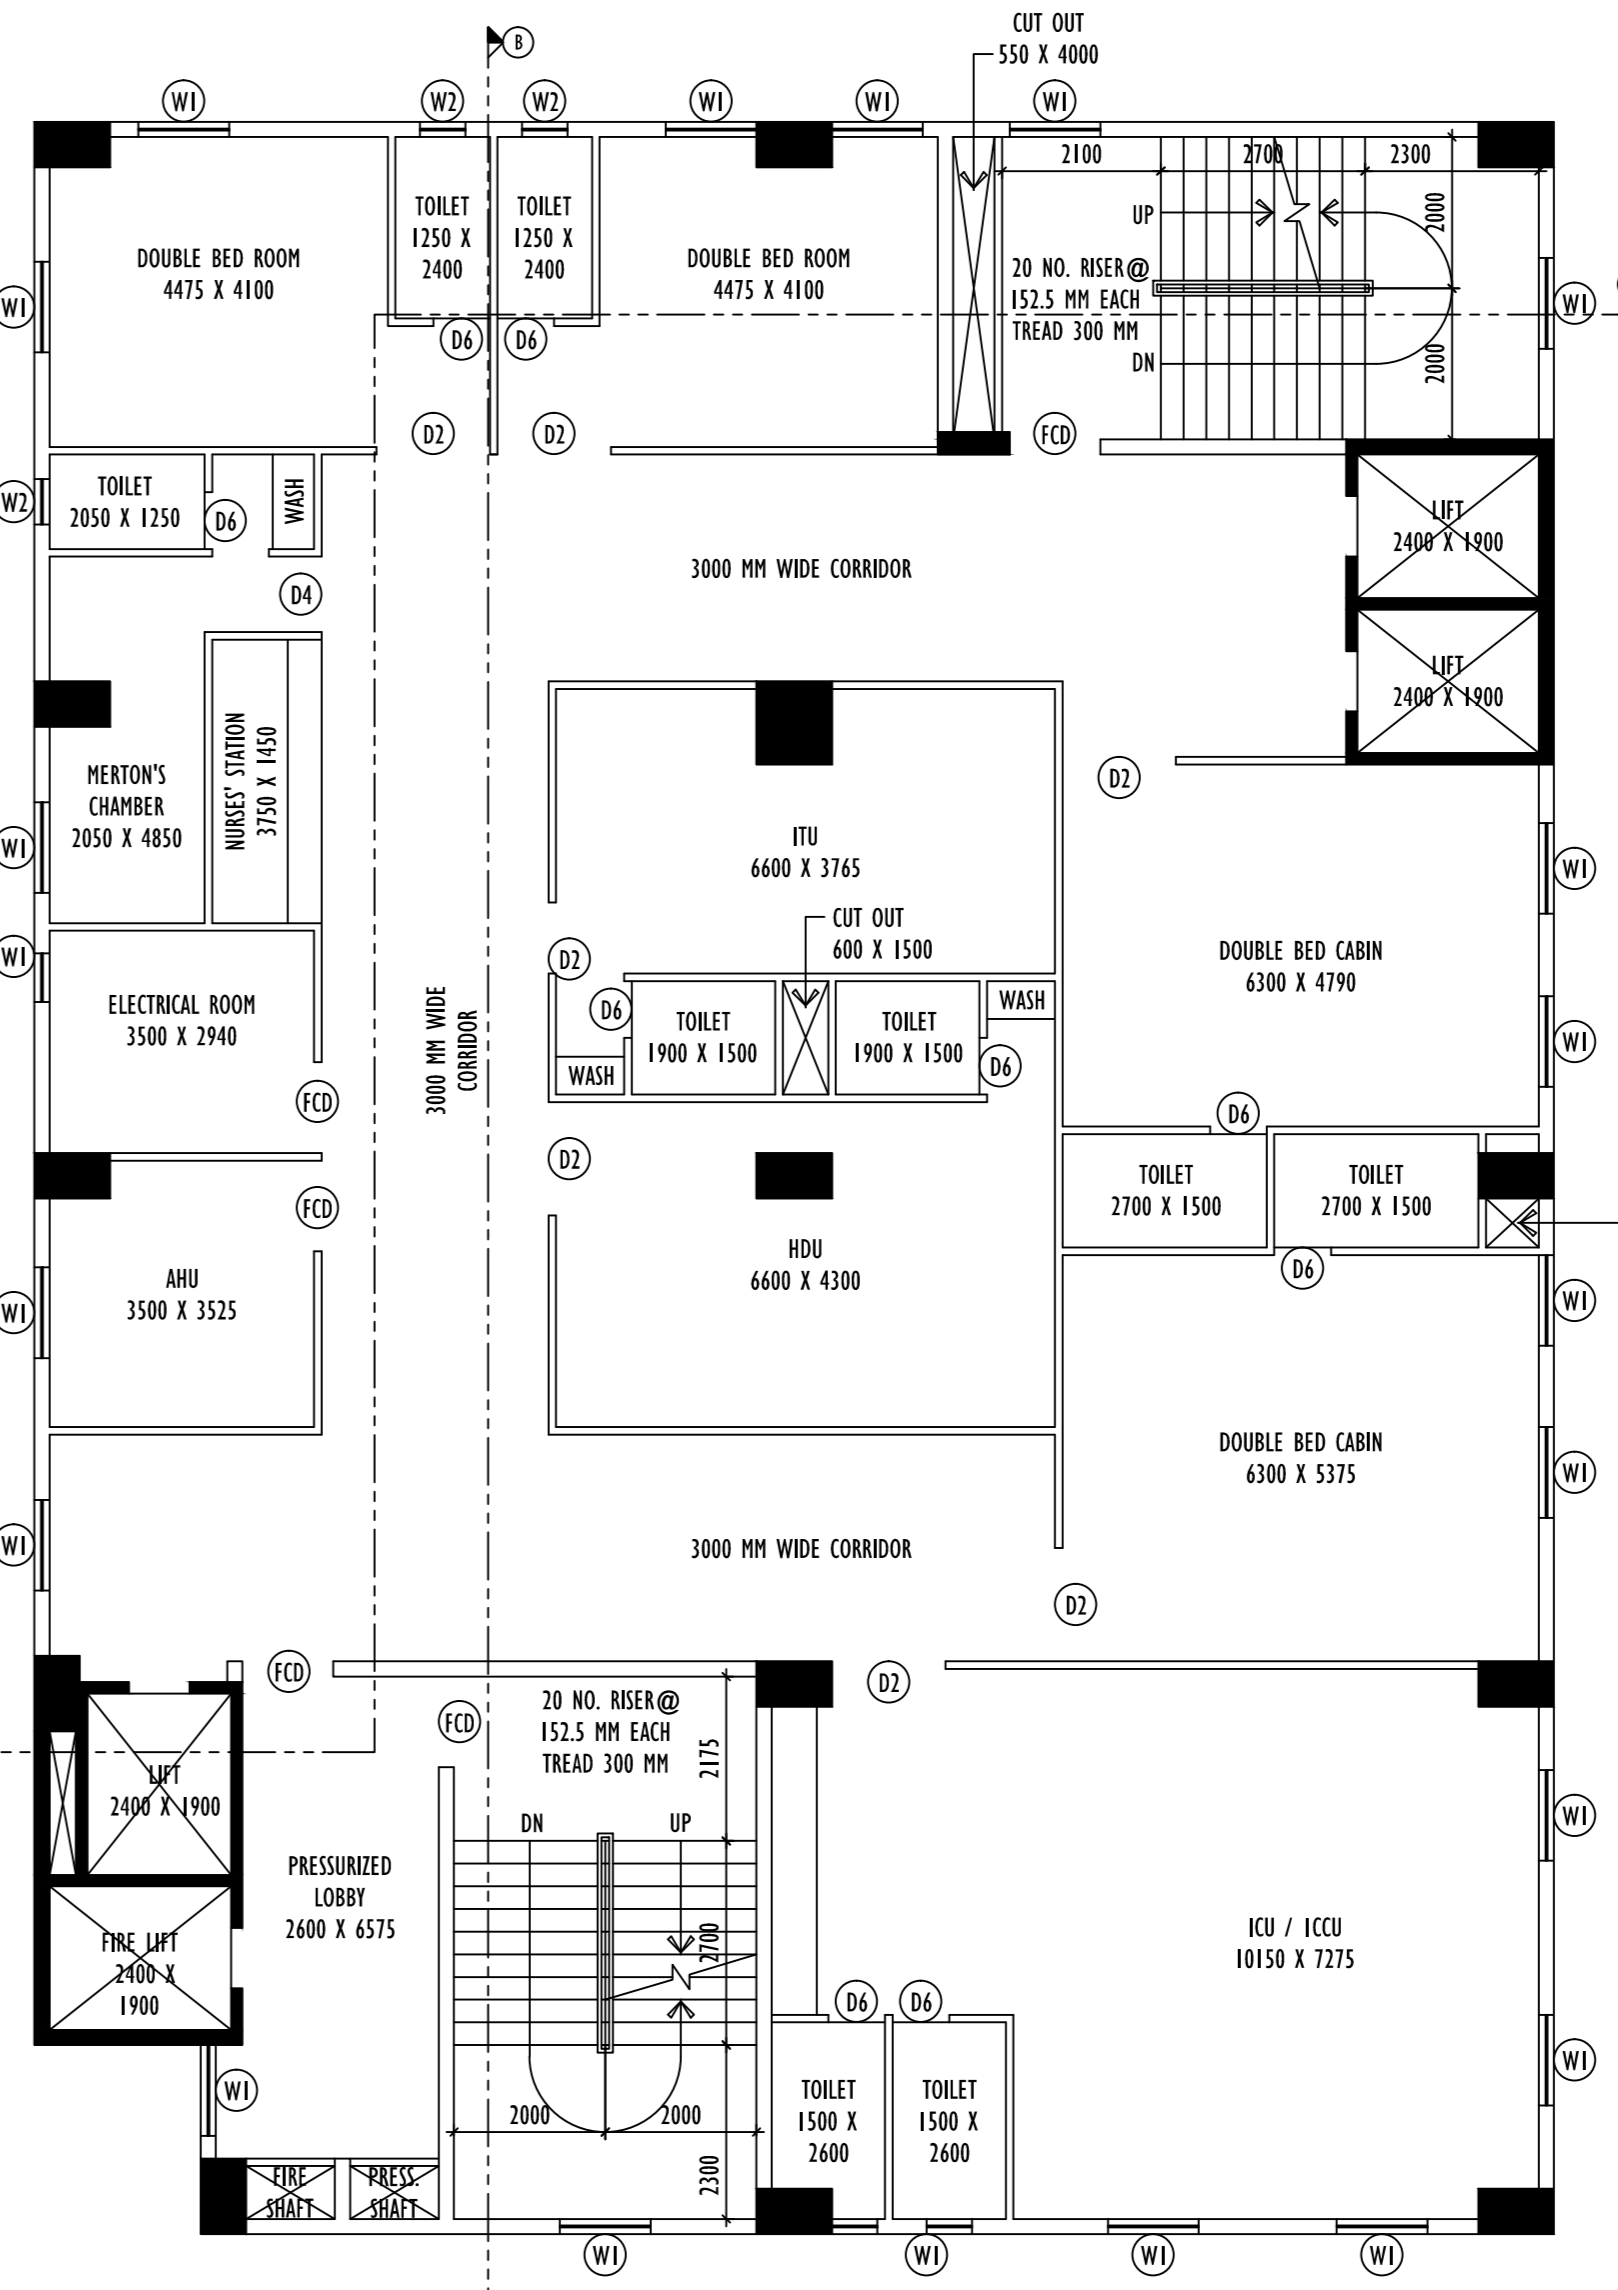 CUT OUT
550 X 4000
B
W1
W2
W2
W1
W1
W1
2100
2700
2300
TOILET
1250 X
2400
TOILET
1250 X
2400
UP
2000
DOUBLE BED ROOM
4475 X 4100
DOUBLE BED ROOM
4475 X 4100
20 NO. RISER@
152.5 MM EACH
TREAD 300 MM
W1
W1
D6
D6
DN
2000
D2
D2
FCD
TOILET
2050 X 1250
W2
D6
WASH
LIFT
2400 X 1900
3000 MM WIDE CORRIDOR
D4
LIFT
2400 X 1900
NURSES' STATION
3750 X 1450
MERTON'S
CHAMBER
2050 X 4850
D2
W1
ITU
6600 X 3765
W1
CUT OUT
600 X 1500
W1
D2
DOUBLE BED CABIN
6300 X 4790
ELECTRICAL ROOM
3500 X 2940
3000 MM WIDE
CORRIDOR
D6
TOILET
1900 X 1500
TOILET
1900 X 1500
WASH
W1
WASH
D6
FCD
D6
D2
TOILET
2700 X 1500
TOILET
2700 X 1500
FCD
HDU
6600 X 4300
D6
AHU
3500 X 3525
W1
W1
DOUBLE BED CABIN
6300 X 5375
W1
W1
3000 MM WIDE CORRIDOR
D2
FCD
D2
20 NO. RISER@
152.5 MM EACH
TREAD 300 MM
FCD
2175
LIFT
2400 X 1900
DN
UP
W1
PRESSURIZED
LOBBY
2600 X 6575
2700
ICU / ICCU
10150 X 7275
FIRE LIFT
2400 X
1900
D6
D6
W1
W1
TOILET
1500 X
2600
TOILET
1500 X
2600
2000
2000
2300
FIRE
SHAFT
PRESS.
SHAFT
W1
W1
W1
W1